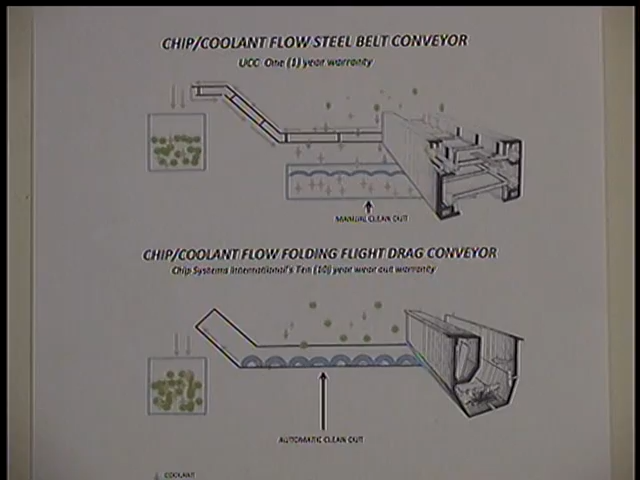 CHIP/COOLANT FLOW STEEL BELT CONVEYOR
UCC One (1) year warranty
MANUAL CLEAN OUT
CHIP/COOLANT FLOW FOLDING FLIGHT DRAG CONVEYOR
Chip Systems International's Ten (10) year wear out warranty
AUTOMATIC CLEAN OUT
COOLANT